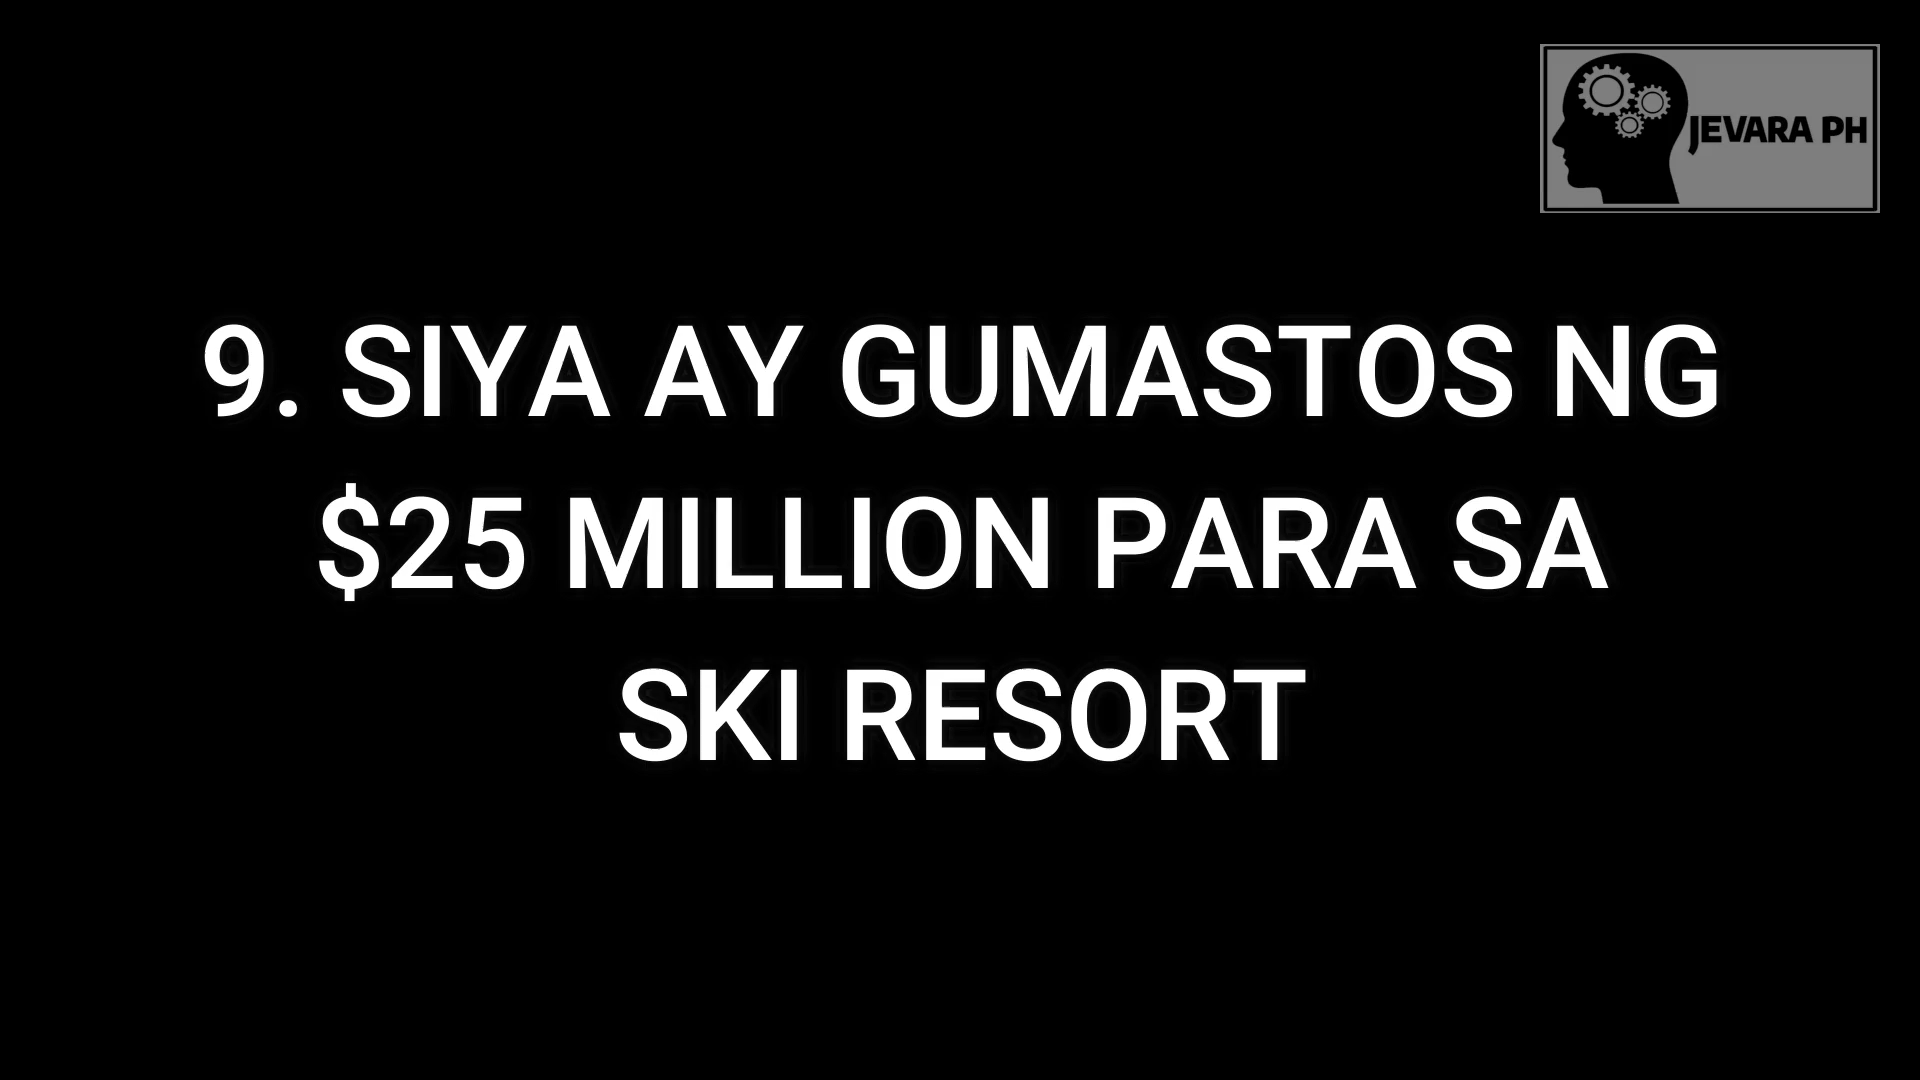 JEVARA PH
9. SIYA AY GUMASTOS NG
$25 MILLION PARA SA
SKI RESORT